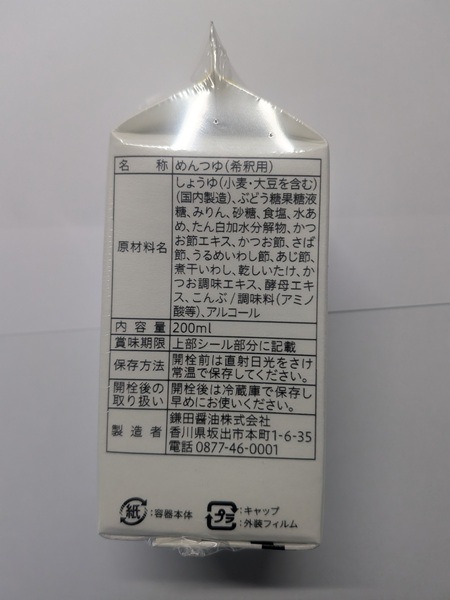 名称 めんつゆ(希釈用)
原材料名 しょうゆ(小麦・大豆を含む)
(国内製造)、ぶどう糖果糖液
糖、みりん、砂糖、食塩、水あ
め、たん白加水分解物、かつ
お節エキス、かつお節、さば
節、うるめいわし節、あじ節、
煮干いわし、乾しいたけ、か
つお調味エキス、酵母エキ
ス、こんぶ/調味料(アミノ
酸等)、アルコール
内容量 200ml
賞味期限 上部シール部分に記載
保存方法 開栓前は直射日光をさけ
常温で保存してください。
開栓後の 開栓後は冷蔵庫で保存し
取り扱い 早めにお使いください。
製造者 鎌田醤油株式会社
香川県坂出市本町1-6-35
電話 0877-46-0001
紙 :容器本体
プラ :キャップ
:外装フィルム